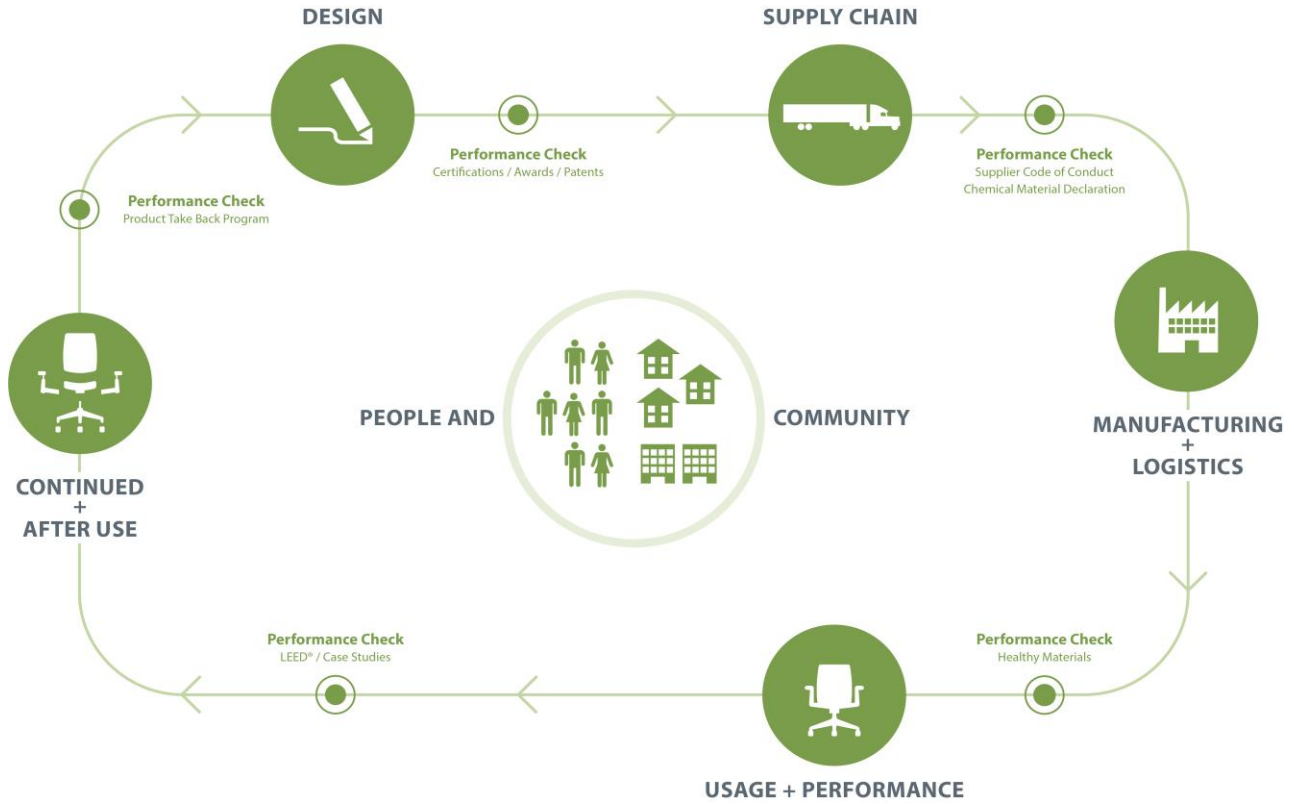 DESIGN
SUPPLY CHAIN
Performance Check
Certifications / Awards / Patents
Performance Check
Supplier Code of Conduct
Chemical Material Declaration
Performance Check
Product Take Back Program
PEOPLE AND
COMMUNITY
MANUFACTURING
+
LOGISTICS
CONTINUED
+
AFTER USE
Performance Check
LEED® / Case Studies
Performance Check
Healthy Materials
USAGE + PERFORMANCE